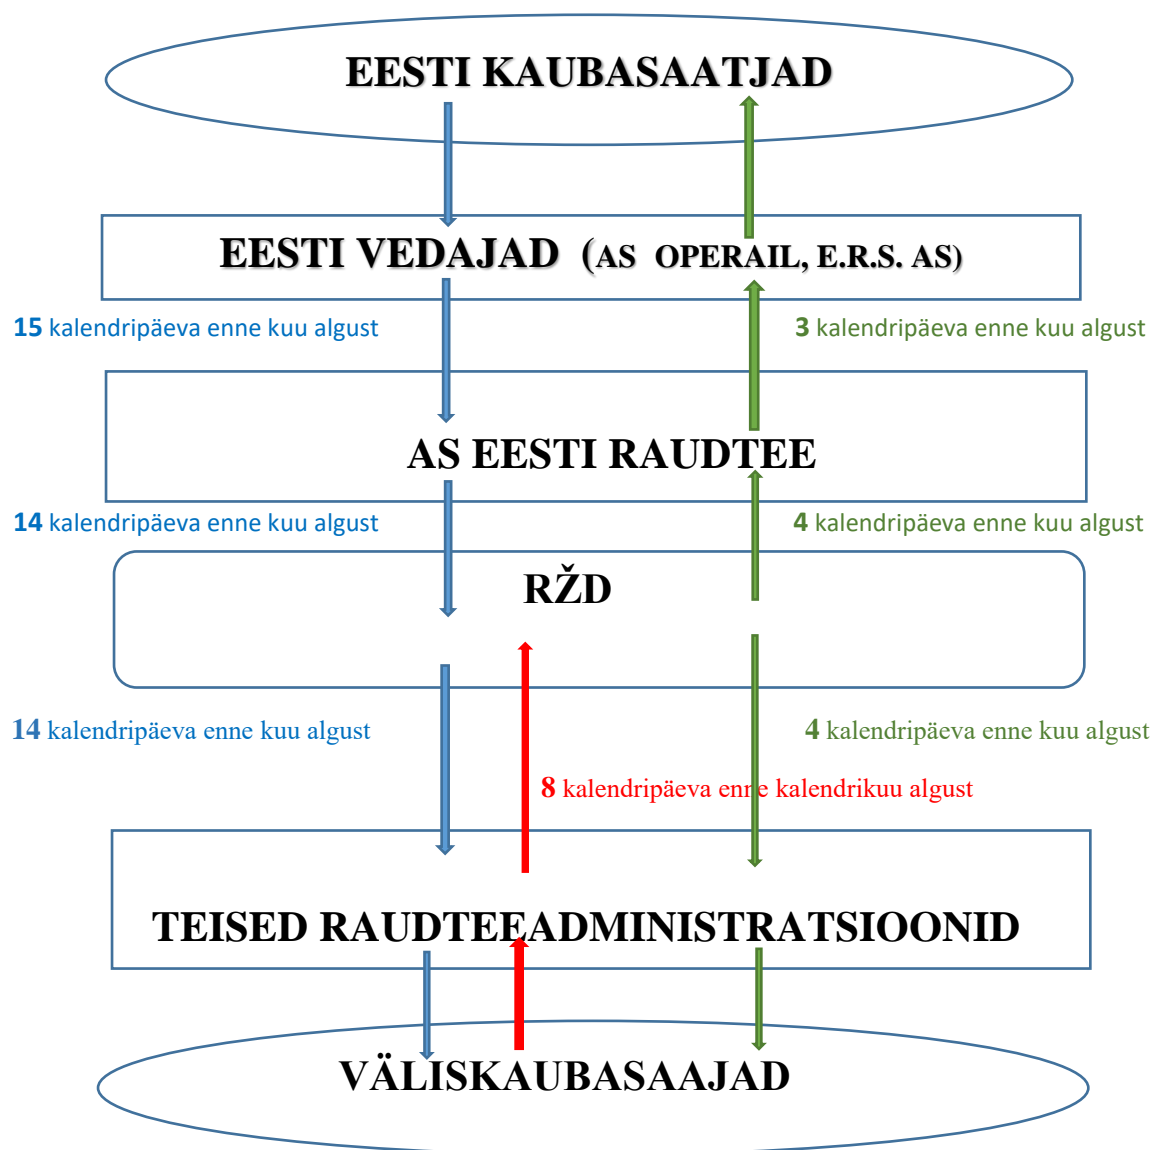 EESTI KAUBASAATJAD
EESTI VEDAJAD (AS OPERAIL, E.R.S. AS)
15 kalendripäeva enne kuu algust
3 kalendripäeva enne kuu algust
AS EESTI RAUDTEE
14 kalendripäeva enne kuu algust
4 kalendripäeva enne kuu algust
RŽD
14 kalendripäeva enne kuu algust
4 kalendripäeva enne kuu algust
8 kalendripäeva enne kalendrikuu algust
TEISED RAUDTEEADMINISTRATSIOONID
VÄLISKAUBASAAJAD